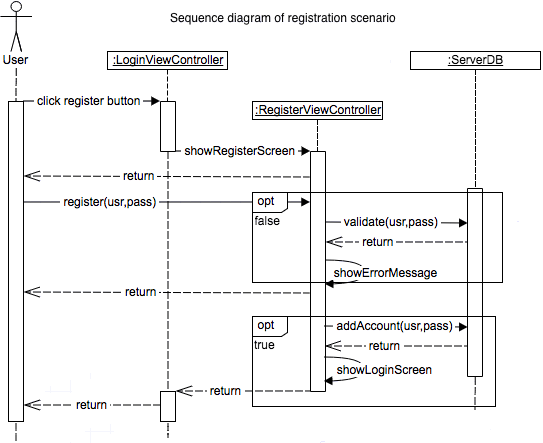 Sequence diagram of registration scenario
User
:LoginViewController
:ServerDB
click register button
:RegisterViewController
showRegisterScreen
return
register(usr,pass)
opt
false
validate(usr,pass)
return
showErrorMessage
return
opt
addAccount(usr,pass)
true
return
showLoginScreen
return
return